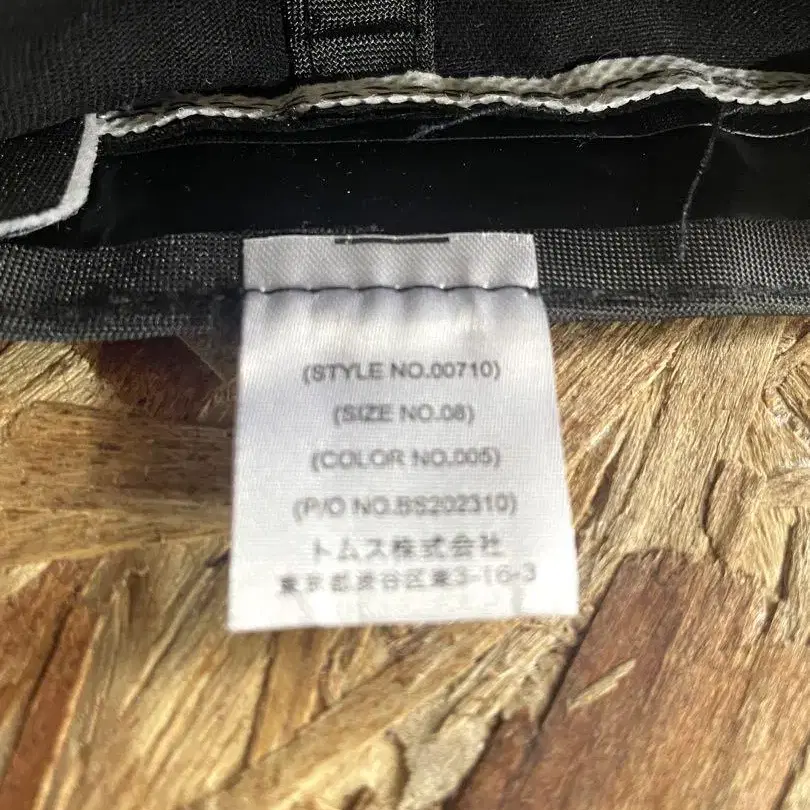 (STYLE NO.00710)
(SIZE NO.08)
(COLOR NO.005)
(P/O NO.BS202310)
トムス株式会社
東京都渋谷区東3-16-3